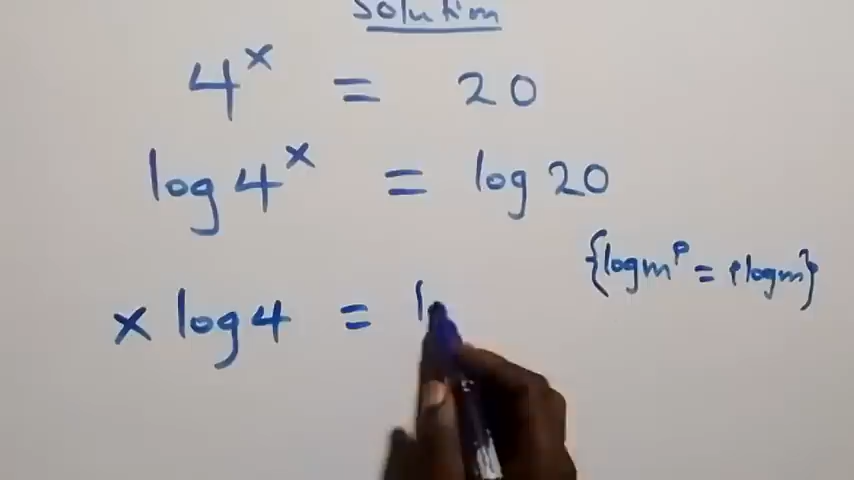 Solution
4^x = 20
log 4^x = log 20
{log m^p = p log m}
x log 4 = l